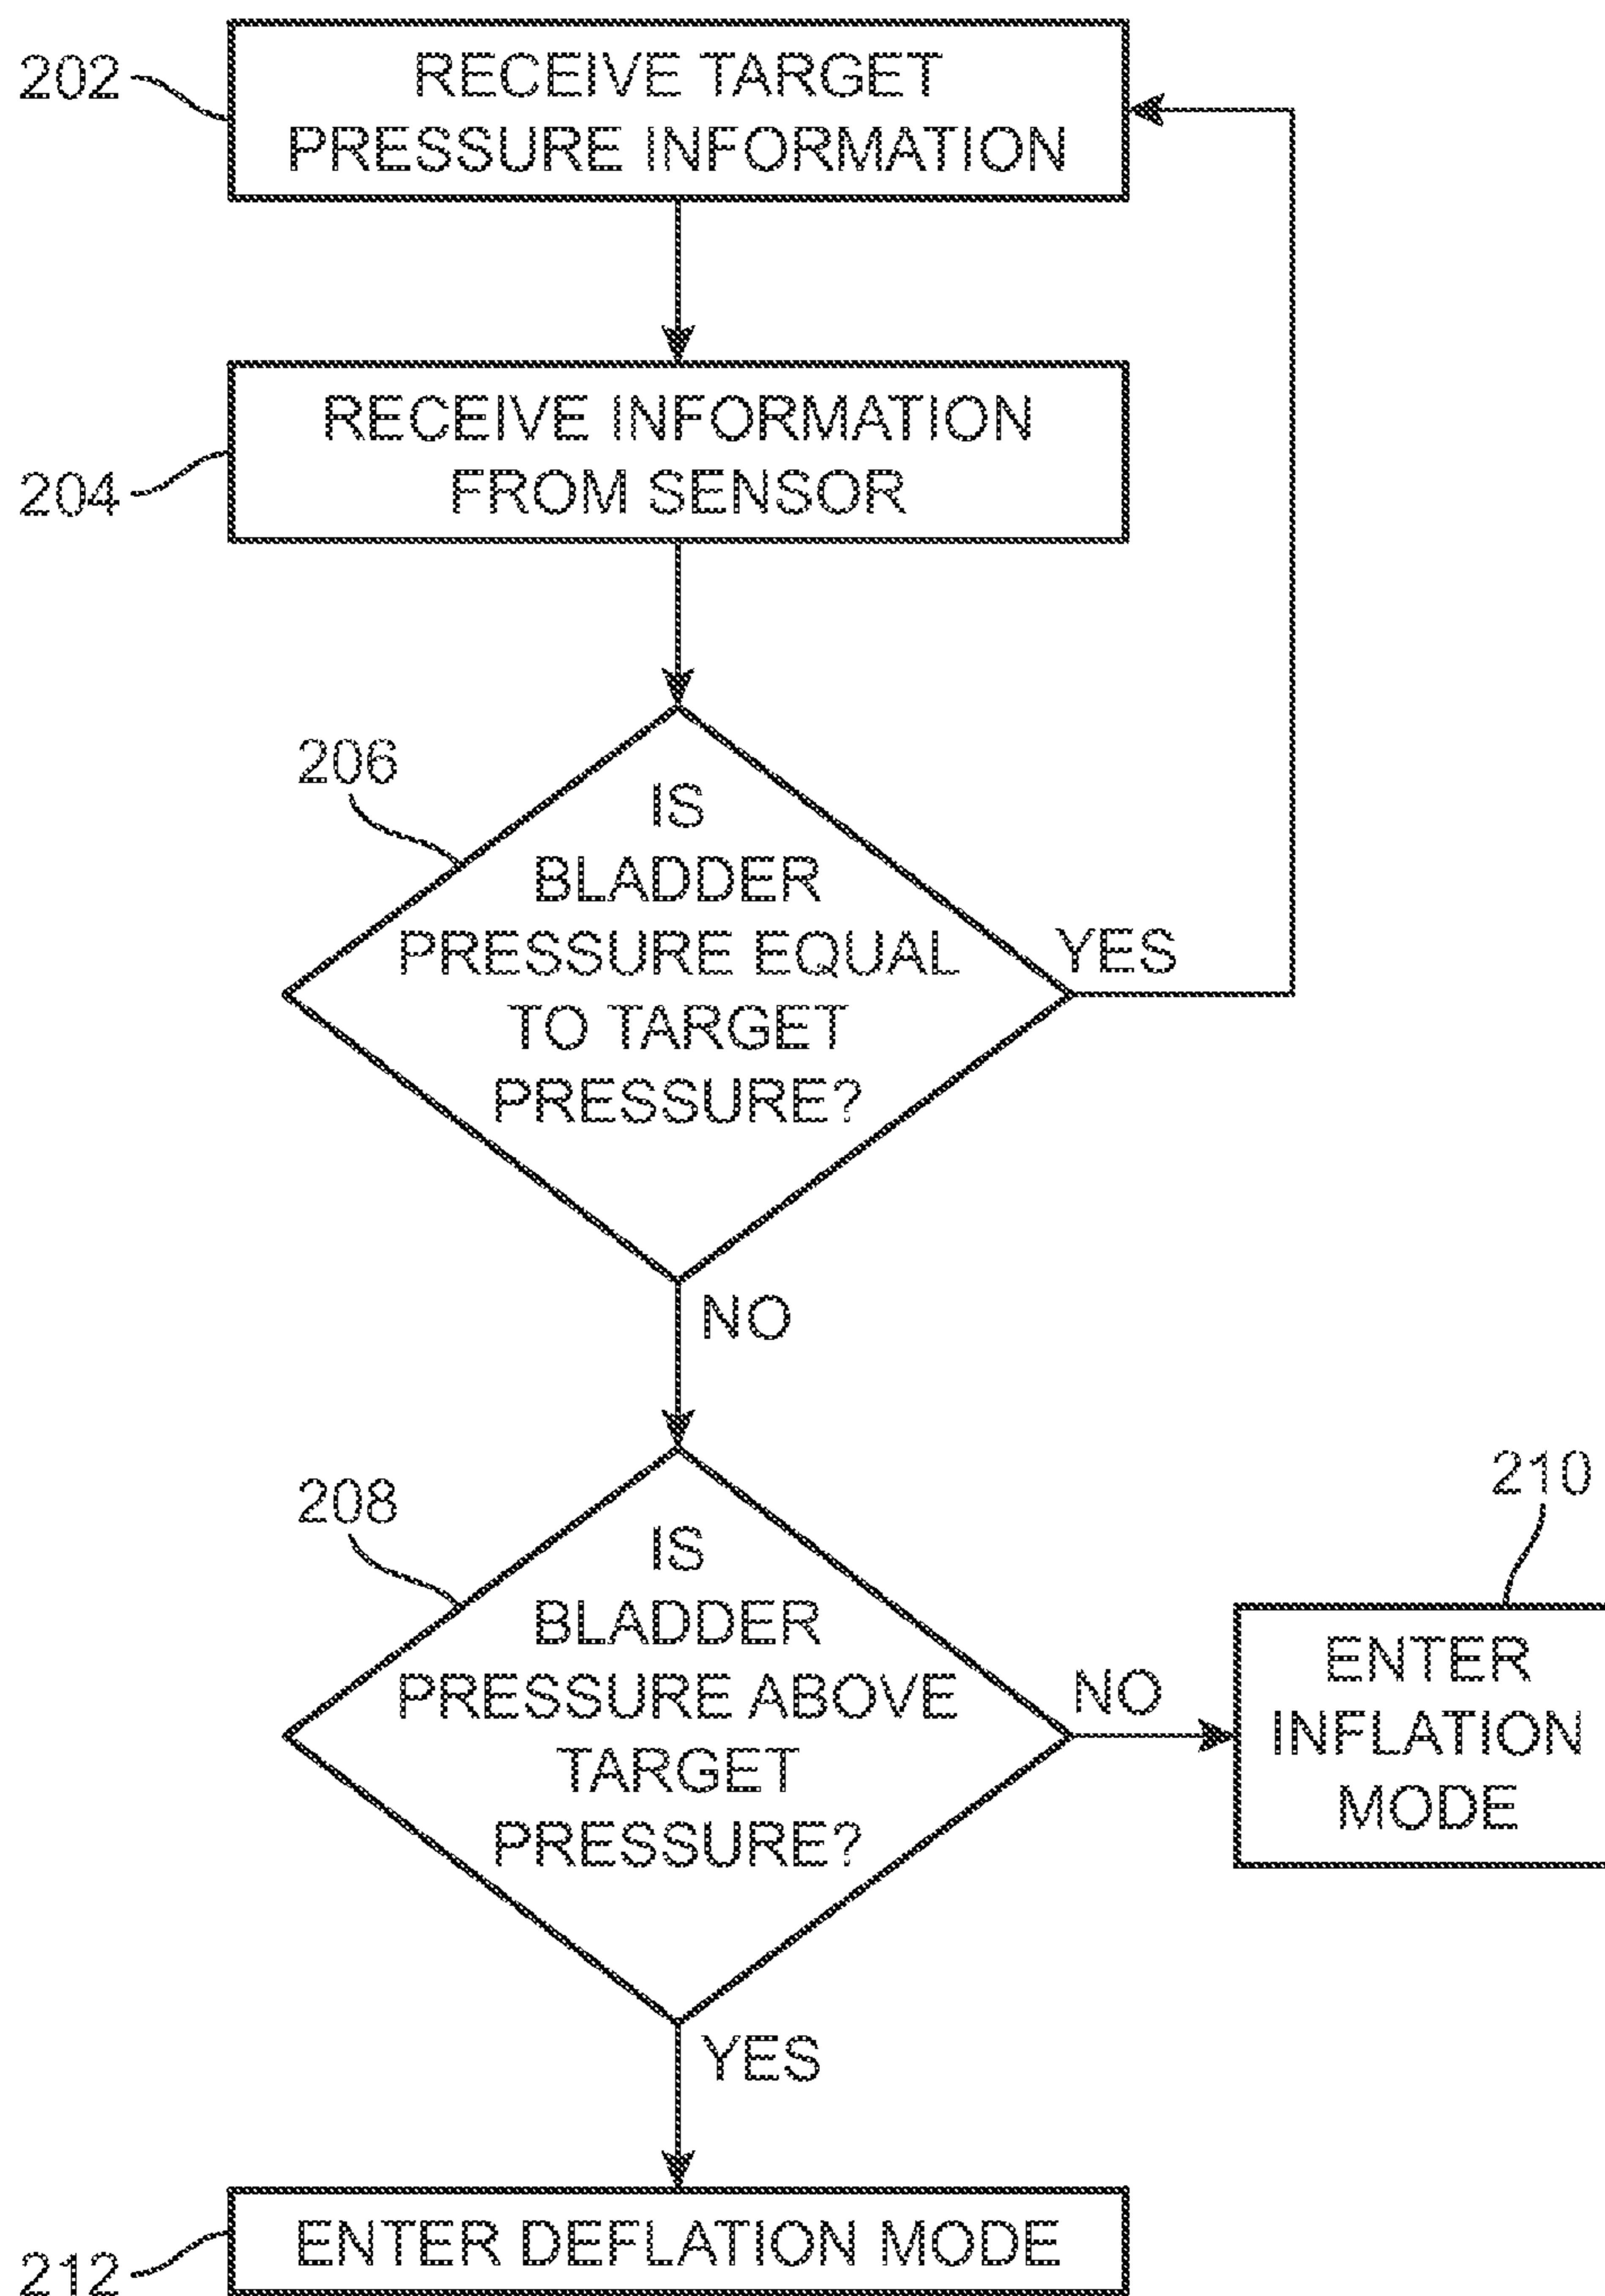 202
RECEIVE TARGET
PRESSURE INFORMATION
204
RECEIVE INFORMATION
FROM SENSOR
206
IS
BLADDER
PRESSURE EQUAL
TO TARGET
PRESSURE?
YES
NO
208
IS
BLADDER
PRESSURE ABOVE
TARGET
PRESSURE?
NO
210
ENTER
INFLATION
MODE
YES
212
ENTER DEFLATION MODE